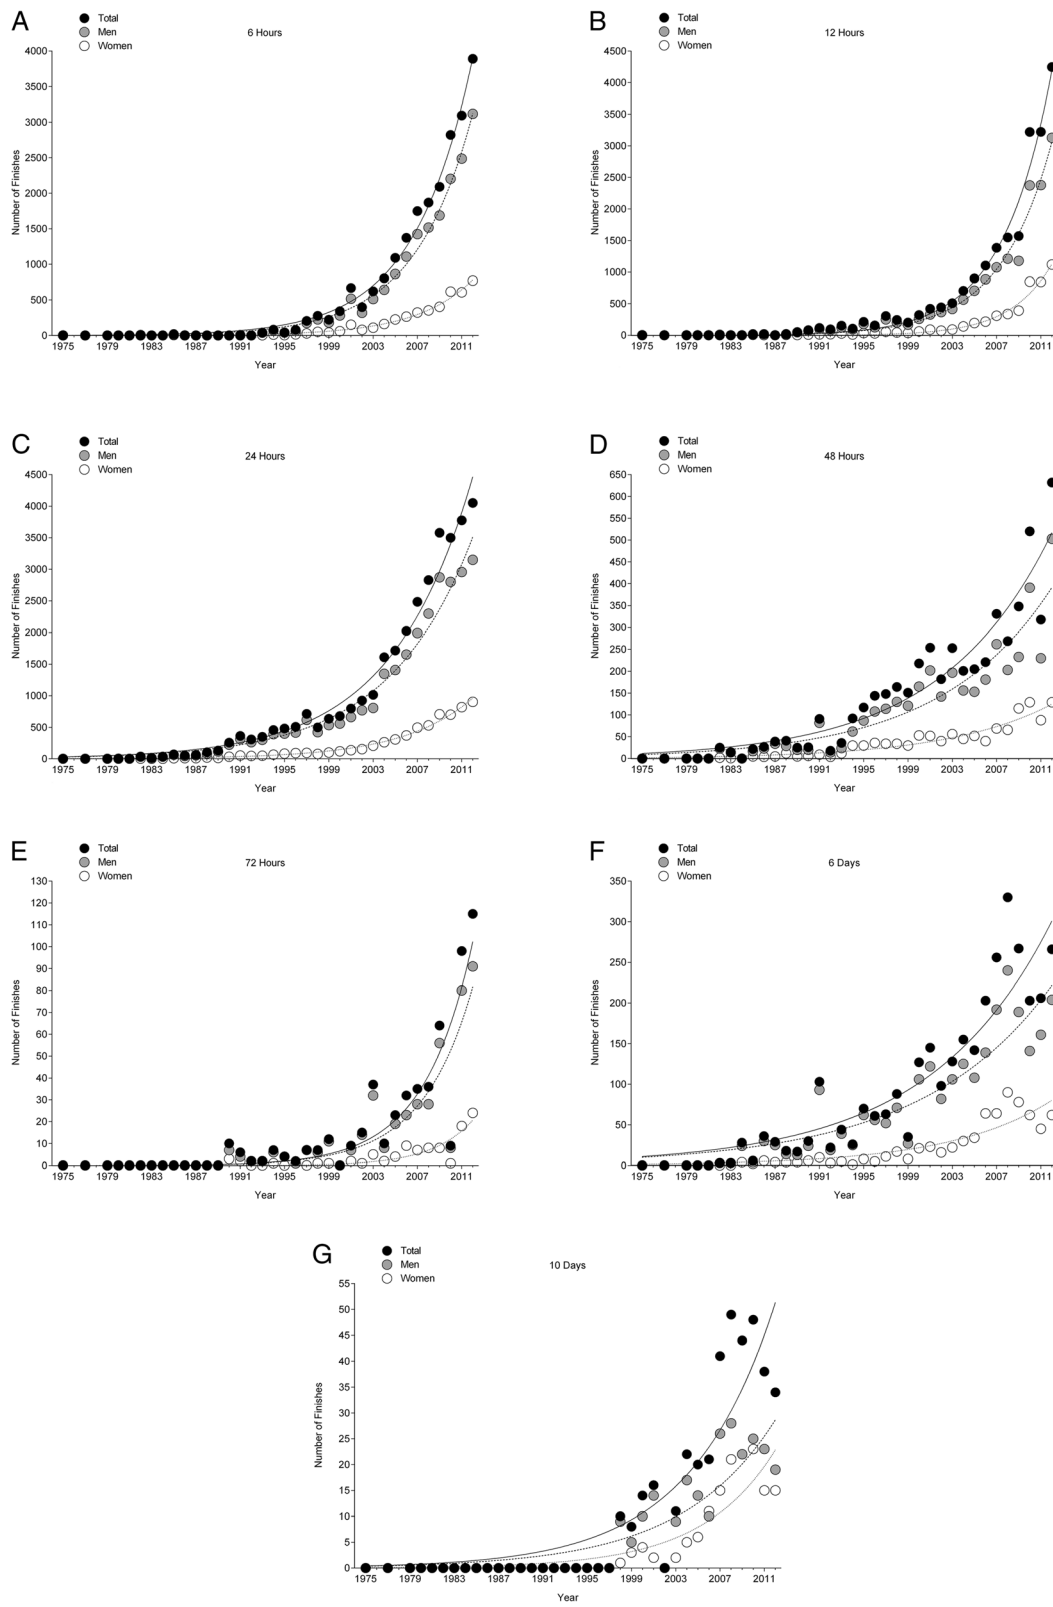 A
Total
Men
Women
6 Hours
4000
3500
3000
2500
2000
1500
1000
500
0
Number of Finishes
1975 1979 1983 1987 1991 1995 1999 2003 2007 2011
Year
B
Total
Men
Women
12 Hours
4500
4000
3500
3000
2500
2000
1500
1000
500
0
Number of Finishes
1975 1979 1983 1987 1991 1995 1999 2003 2007 2011
Year
C
Total
Men
Women
24 Hours
4500
4000
3500
3000
2500
2000
1500
1000
500
0
Number of Finishes
1975 1979 1983 1987 1991 1995 1999 2003 2007 2011
Year
D
Total
Men
Women
48 Hours
650
600
550
500
450
400
350
300
250
200
150
100
50
0
Number of Finishes
1975 1979 1983 1987 1991 1995 1999 2003 2007 2011
Year
E
Total
Men
Women
72 Hours
130
120
110
100
90
80
70
60
50
40
30
20
10
0
Number of Finishes
1975 1979 1983 1987 1991 1995 1999 2003 2007 2011
Year
F
Total
Men
Women
6 Days
350
300
250
200
150
100
50
0
Number of Finishes
1975 1979 1983 1987 1991 1995 1999 2003 2007 2011
Year
G
Total
Men
Women
10 Days
55
50
45
40
35
30
25
20
15
10
5
0
Number of Finishes
1975 1979 1983 1987 1991 1995 1999 2003 2007 2011
Year